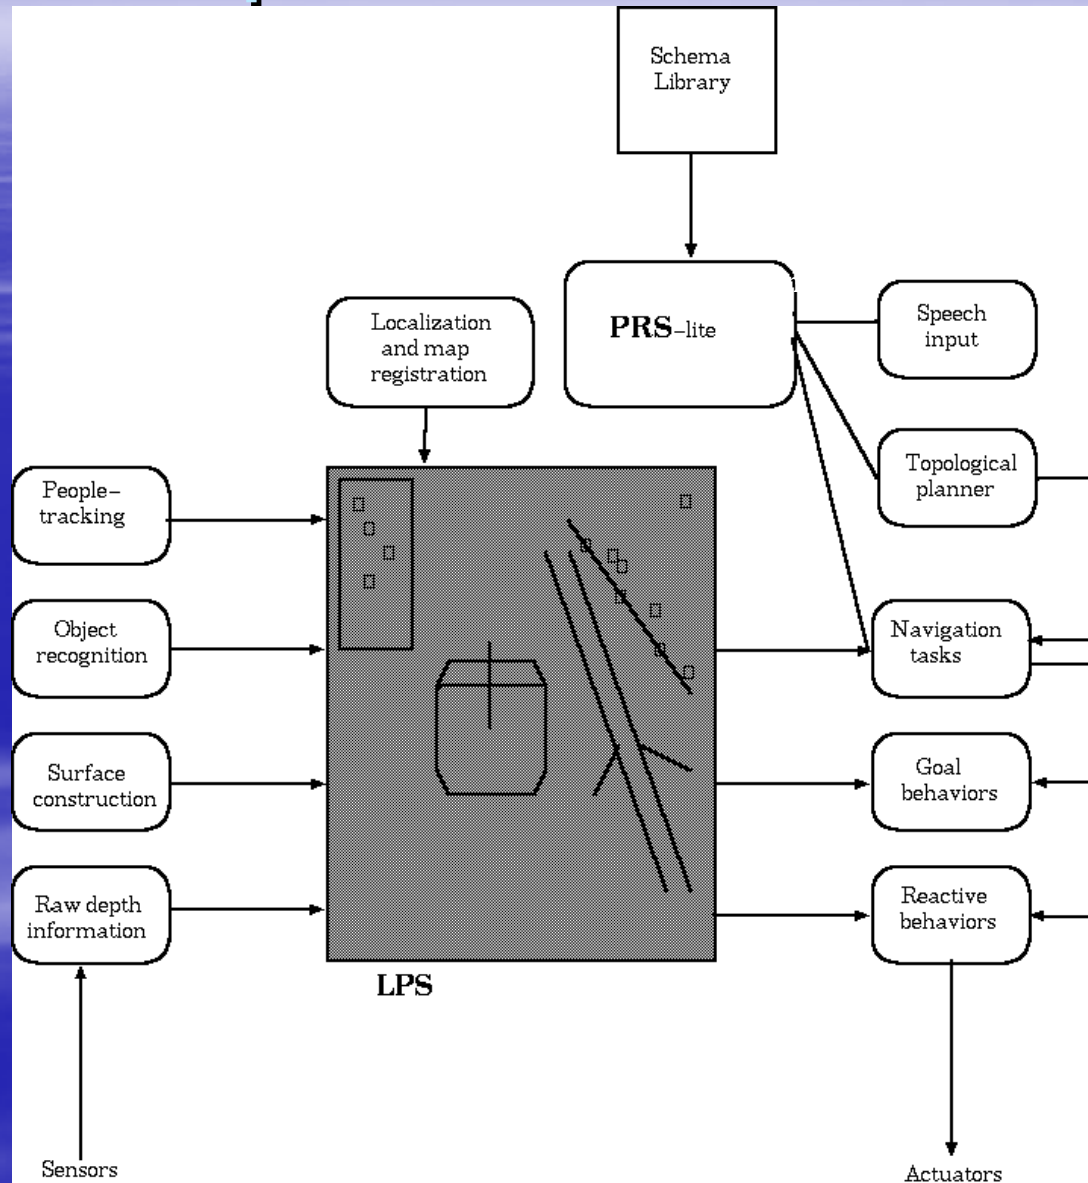 Schema
Library
PRS-lite
Speech
input
Localization
and map
registration
Topological
planner
People-
tracking
Object
recognition
Navigation
tasks
Surface
construction
Goal
behaviors
Raw depth
information
Reactive
behaviors
LPS
Sensors
Actuators